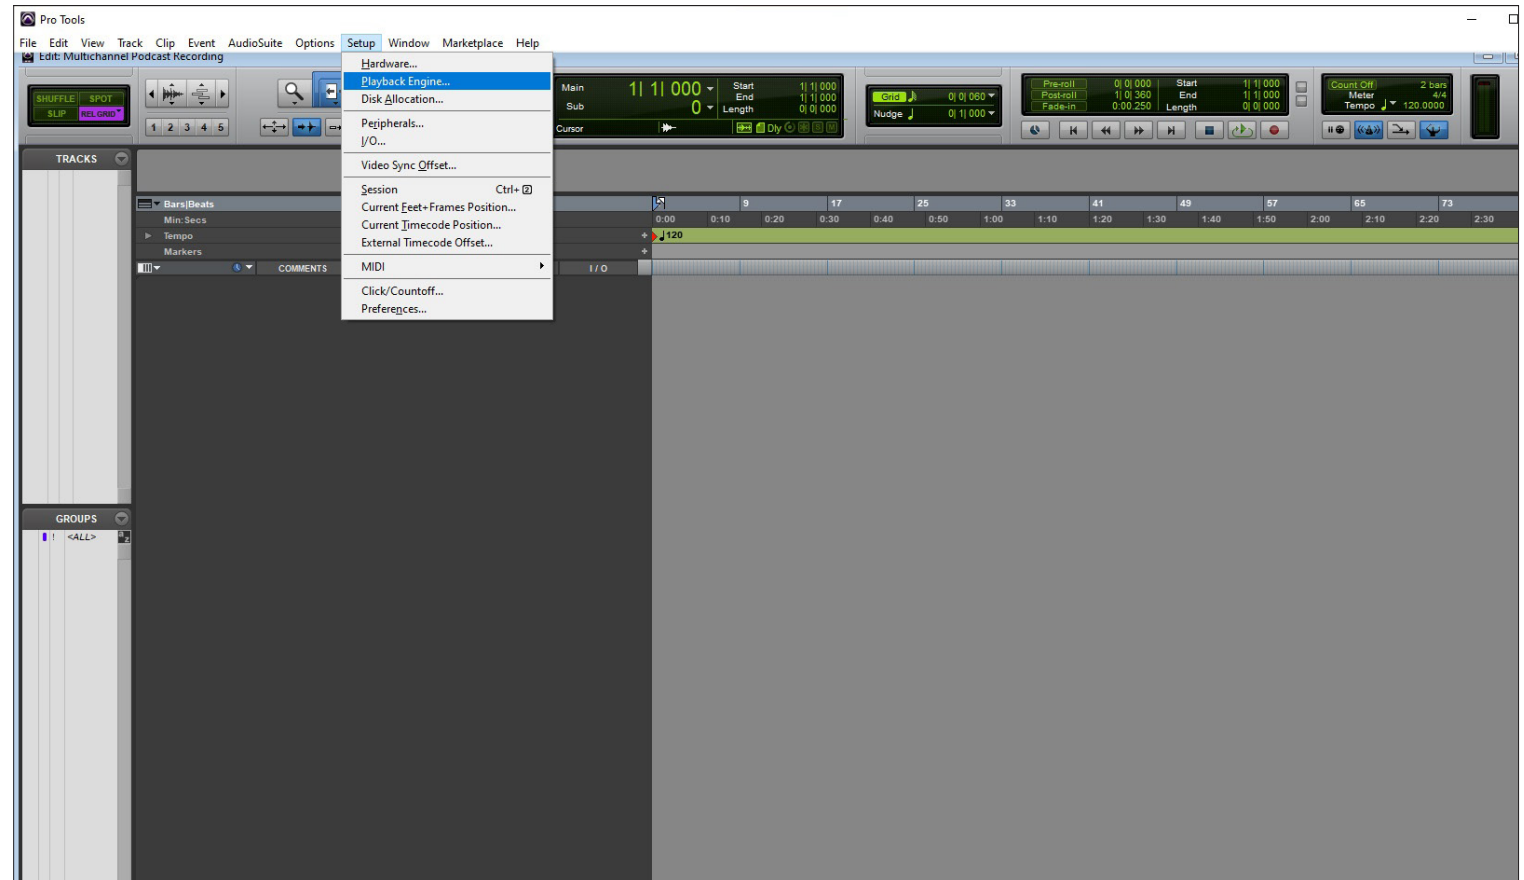 Pro Tools
File Edit View Track Clip Event AudioSuite Options Setup Window Marketplace Help
Edit: Multichannel Podcast Recording
Hardware...
Playback Engine...
Disk Allocation...
Peripherals...
I/O...
Video Sync Offset...
Session Ctrl+ 2
Current Feet+Frames Position...
Current Timecode Position...
External Timecode Offset...
MIDI
Click/Countoff...
Preferences...
SHUFFLE SPOT
SLIP REL GRID
1 2 3 4 5
Main 1| 1| 000
Sub 0
Start 1| 1| 000
End 1| 1| 000
Length 0| 0| 000
Cursor
Dly
S M
Grid 0| 0| 060
Nudge 0| 1| 000
Pre-roll 0| 0| 000
Post-roll 1| 0| 360
Fade-in 0:00.250
Start 1| 1| 000
End 1| 1| 000
Length 0| 0| 000
Count Off 2 bars
Meter 4/4
Tempo 120.0000
TRACKS
Bars|Beats 9 17 25 33 41 49 57 65 73
Min:Secs 0:00 0:10 0:20 0:30 0:40 0:50 1:00 1:10 1:20 1:30 1:40 1:50 2:00 2:10 2:20 2:30
Tempo 120
Markers
COMMENTS I / O
GROUPS
! <ALL> a z